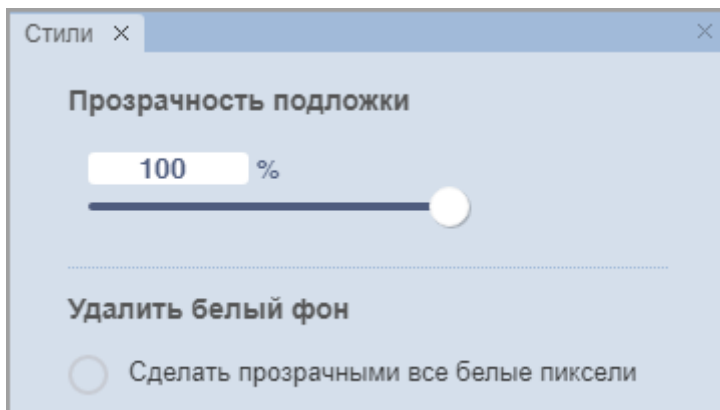 Стили
Прозрачность подложки
100 %
Удалить белый фон
Сделать прозрачными все белые пиксели